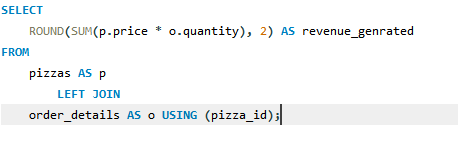 SELECT
ROUND(SUM(p.price * o.quantity), 2) AS revenue_genrated
FROM
pizzas AS p
LEFT JOIN
order_details AS o USING (pizza_id);